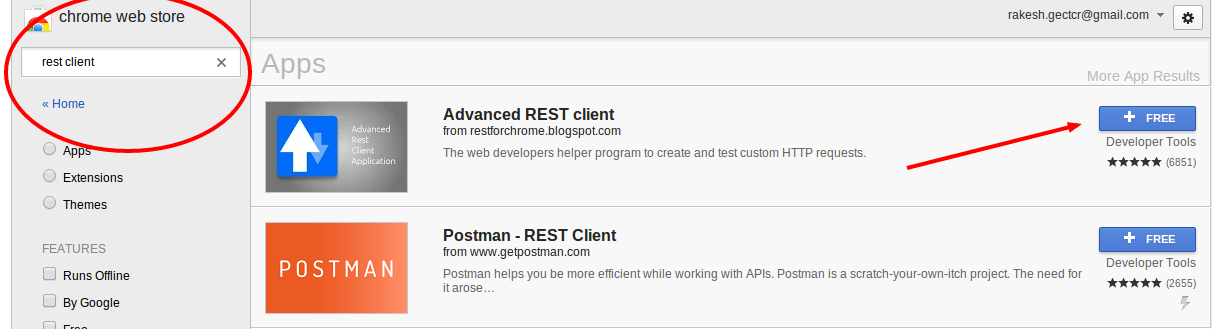 chrome web store
rakesh.gectcr@gmail.com
rest client
Apps
More App Results
« Home
Apps
Extensions
Themes
FEATURES
Runs Offline
By Google
Free
Advanced
Rest
Client
Application
Advanced REST client
from restforchrome.blogspot.com
The web developers helper program to create and test custom HTTP requests.
FREE
Developer Tools
(6851)
POSTMAN
Postman - REST Client
from www.getpostman.com
Postman helps you be more efficient while working with APIs. Postman is a scratch-your-own-itch project. The need for
it arose…
FREE
Developer Tools
(2655)